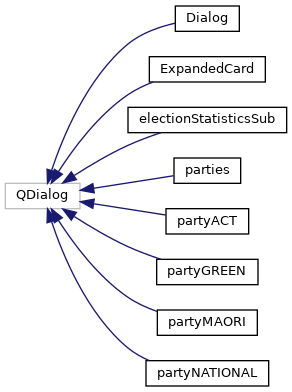 Dialog
ExpandedCard
electionStatisticsSub
parties
QDialog
partyACT
partyGREEN
partyMAORI
partyNATIONAL